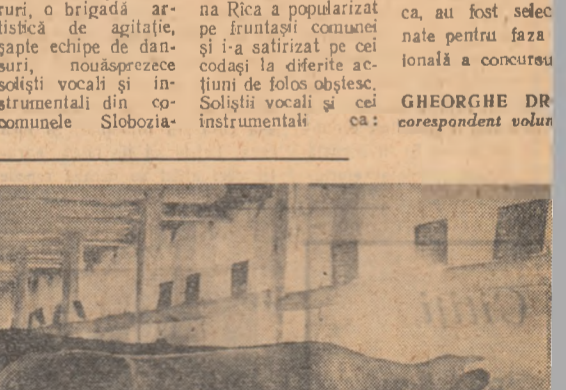 ruri, o brigadă ar-
tistică de agitație,
șapte echipe de dan-
suri, nouăsprezece
soliști vocali și in-
strumentali din co-
comunele Slobozia-
na Rîca a popularizat
pe fruntașii comunei
și i-a satirizat pe cei
codași la diferite ac-
țiuni de folos obștesc.
Soliștii vocali și cei
instrumentali ca:
ca, au fost selec
nate pentru faza
ională a concursu
GHEORGHE DR
corespondent volun